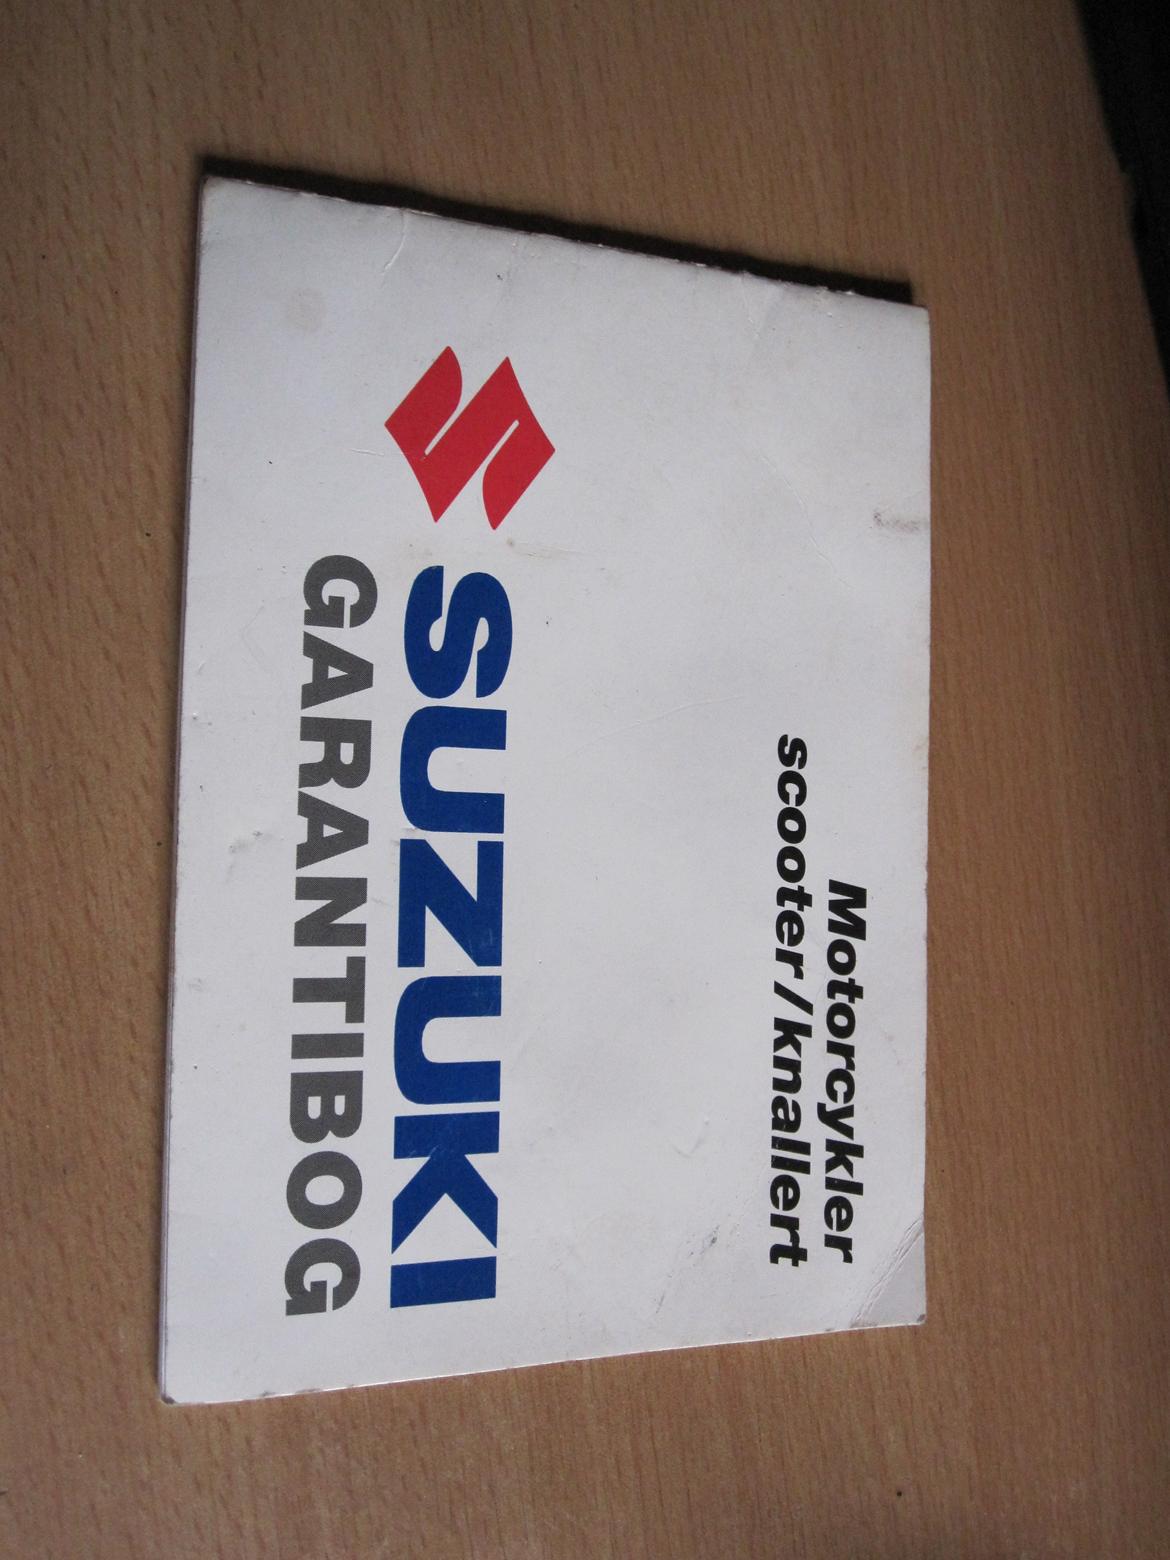 Motorcykler
scooter/knallert
SUZUKI
GARANTIBOG